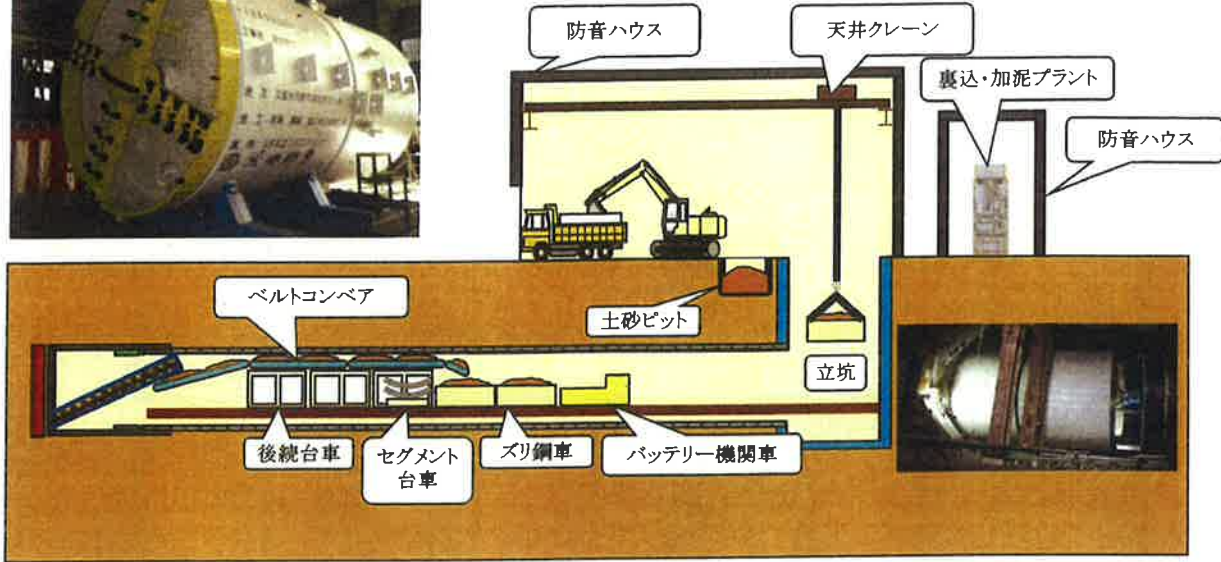 防音ハウス
天井クレーン
裏込・加泥プラント
防音ハウス
ベルトコンベア
土砂ピット
立坑
後続台車
セグメント
台車
ズリ鋼車
バッテリー機関車